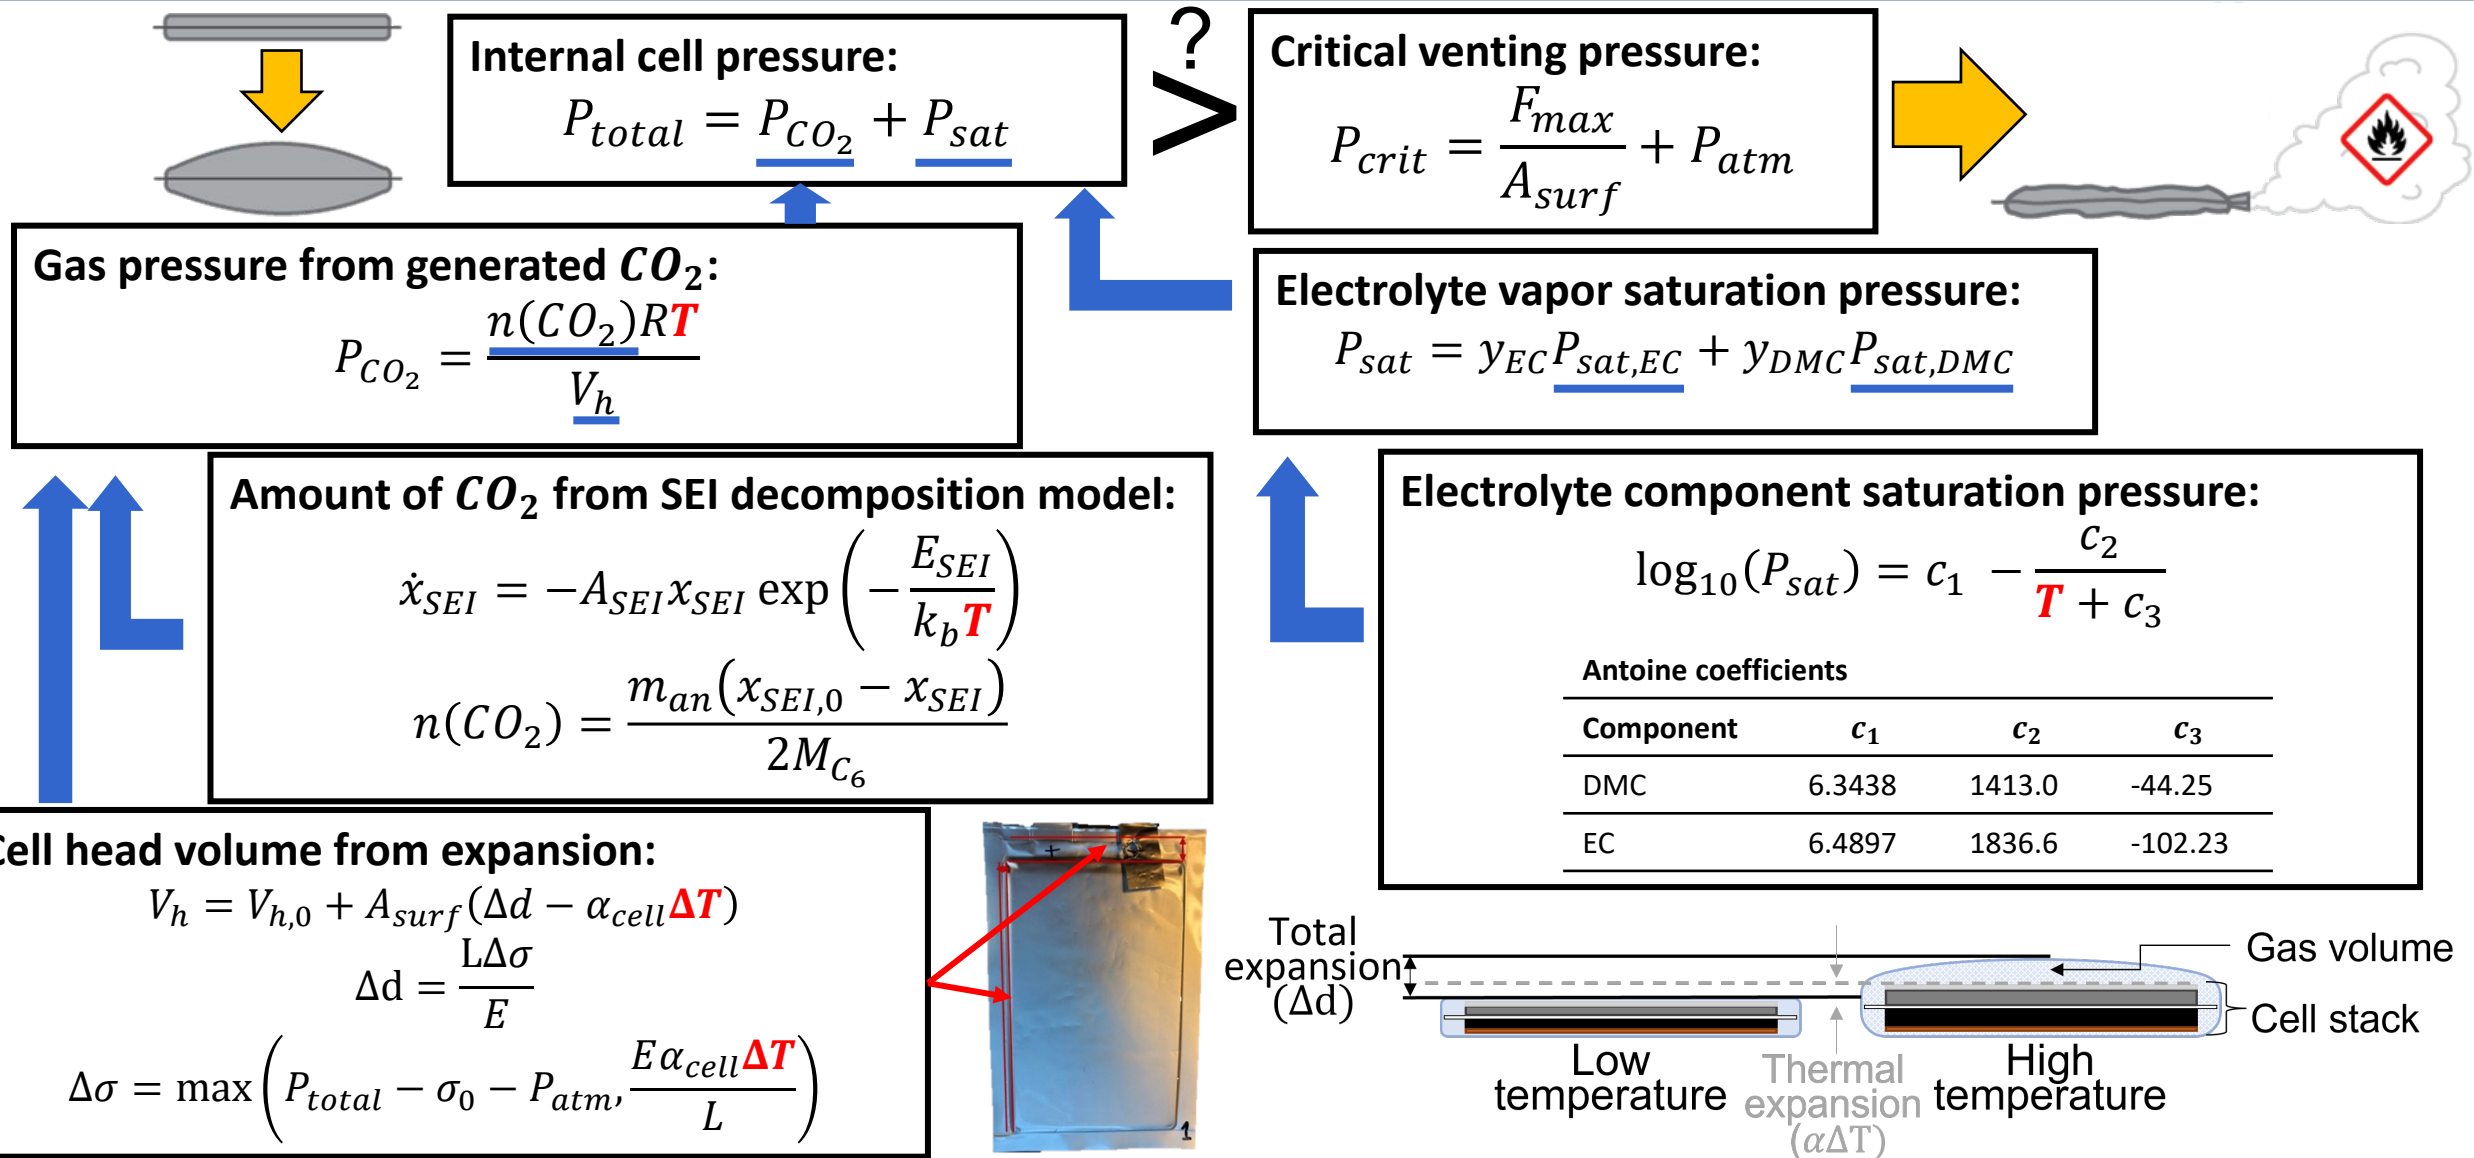 Internal cell pressure:
P_total = P_CO₂ + P_sat
?
>
Critical venting pressure:
P_crit = F_max / A_surf + P_atm
Gas pressure from generated CO₂:
P_CO₂ = n(CO₂)RT / V_h
Electrolyte vapor saturation pressure:
P_sat = y_EC P_sat,EC + y_DMC P_sat,DMC
Amount of CO₂ from SEI decomposition model:
ẋ_SEI = −A_SEI x_SEI exp(−E_SEI / k_b T)
n(CO₂) = m_an(x_SEI,0 − x_SEI) / 2M_C₆
Electrolyte component saturation pressure:
log₁₀(P_sat) = c₁ − c₂ / (T + c₃)
Antoine coefficients
Component c₁ c₂ c₃
DMC 6.3438 1413.0 -44.25
EC 6.4897 1836.6 -102.23
Cell head volume from expansion:
V_h = V_h,0 + A_surf(Δd − α_cell ΔT)
Δd = LΔσ / E
Δσ = max(P_total − σ₀ − P_atm, Eα_cell ΔT / L)
+
1
Total
expansion
(Δd)
Gas volume
Cell stack
Low
temperature
Thermal
expansion
(αΔT)
High
temperature